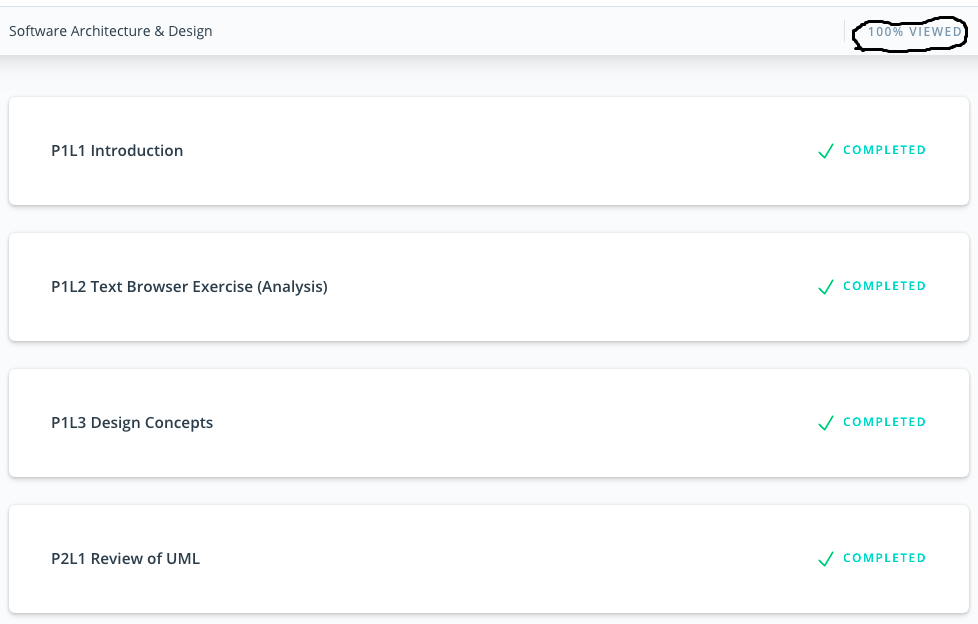 Software Architecture & Design
100% VIEWED
P1L1 Introduction
COMPLETED
P1L2 Text Browser Exercise (Analysis)
COMPLETED
P1L3 Design Concepts
COMPLETED
P2L1 Review of UML
COMPLETED